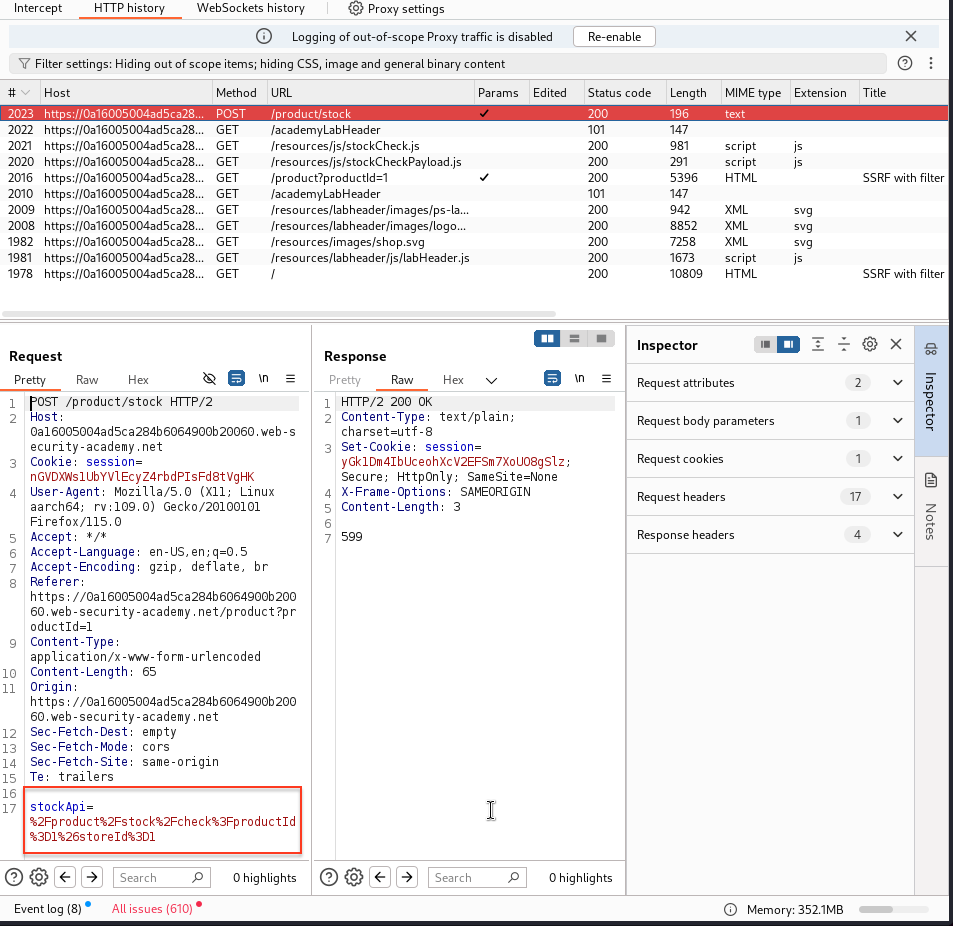 Intercept HTTP history WebSockets history Proxy settings
Logging of out-of-scope Proxy traffic is disabled Re-enable
Filter settings: Hiding out of scope items; hiding CSS, image and general binary content
# Host Method URL Params Edited Status code Length MIME type Extension Title
2023 https://0a16005004ad5ca28... POST /product/stock ✓ 200 196 text
2022 https://0a16005004ad5ca28... GET /academyLabHeader 101 147
2021 https://0a16005004ad5ca28... GET /resources/js/stockCheck.js 200 981 script js
2020 https://0a16005004ad5ca28... GET /resources/js/stockCheckPayload.js 200 291 script js
2016 https://0a16005004ad5ca28... GET /product?productId=1 ✓ 200 5396 HTML SSRF with filter
2010 https://0a16005004ad5ca28... GET /academyLabHeader 101 147
2009 https://0a16005004ad5ca28... GET /resources/labheader/images/ps-la... 200 942 XML svg
2008 https://0a16005004ad5ca28... GET /resources/labheader/images/logo... 200 8852 XML svg
1982 https://0a16005004ad5ca28... GET /resources/images/shop.svg 200 7258 XML svg
1981 https://0a16005004ad5ca28... GET /resources/labheader/js/labHeader.js 200 1673 script js
1978 https://0a16005004ad5ca28... GET / 200 10809 HTML SSRF with filter
Request
Pretty Raw Hex \n
1 POST /product/stock HTTP/2
2 Host:
0a16005004ad5ca284b6064900b20060.web-s
ecurity-academy.net
3 Cookie: session=
nGVDXWs1UbYVlEcyZ4rbdPIsFd8tVgHK
4 User-Agent: Mozilla/5.0 (X11; Linux
aarch64; rv:109.0) Gecko/20100101
Firefox/115.0
5 Accept: */*
6 Accept-Language: en-US,en;q=0.5
7 Accept-Encoding: gzip, deflate, br
8 Referer:
https://0a16005004ad5ca284b6064900b200
60.web-security-academy.net/product?pr
oductId=1
9 Content-Type:
application/x-www-form-urlencoded
10 Content-Length: 65
11 Origin:
https://0a16005004ad5ca284b6064900b200
60.web-security-academy.net
12 Sec-Fetch-Dest: empty
13 Sec-Fetch-Mode: cors
14 Sec-Fetch-Site: same-origin
15 Te: trailers
16
17 stockApi=
%2Fproduct%2Fstock%2Fcheck%3FproductId
%3D1%26storeId%3D1
Search 0 highlights
Response
Pretty Raw Hex \n
1 HTTP/2 200 OK
2 Content-Type: text/plain;
charset=utf-8
3 Set-Cookie: session=
yGk1Dm4IbUceohXcV2EFSm7XoUO8gSlz;
Secure; HttpOnly; SameSite=None
4 X-Frame-Options: SAMEORIGIN
5 Content-Length: 3
6
7 599
Search 0 highlights
Inspector
Request attributes 2
Request body parameters 1
Request cookies 1
Request headers 17
Response headers 4
Inspector
Notes
Event log (8) All issues (610) Memory: 352.1MB